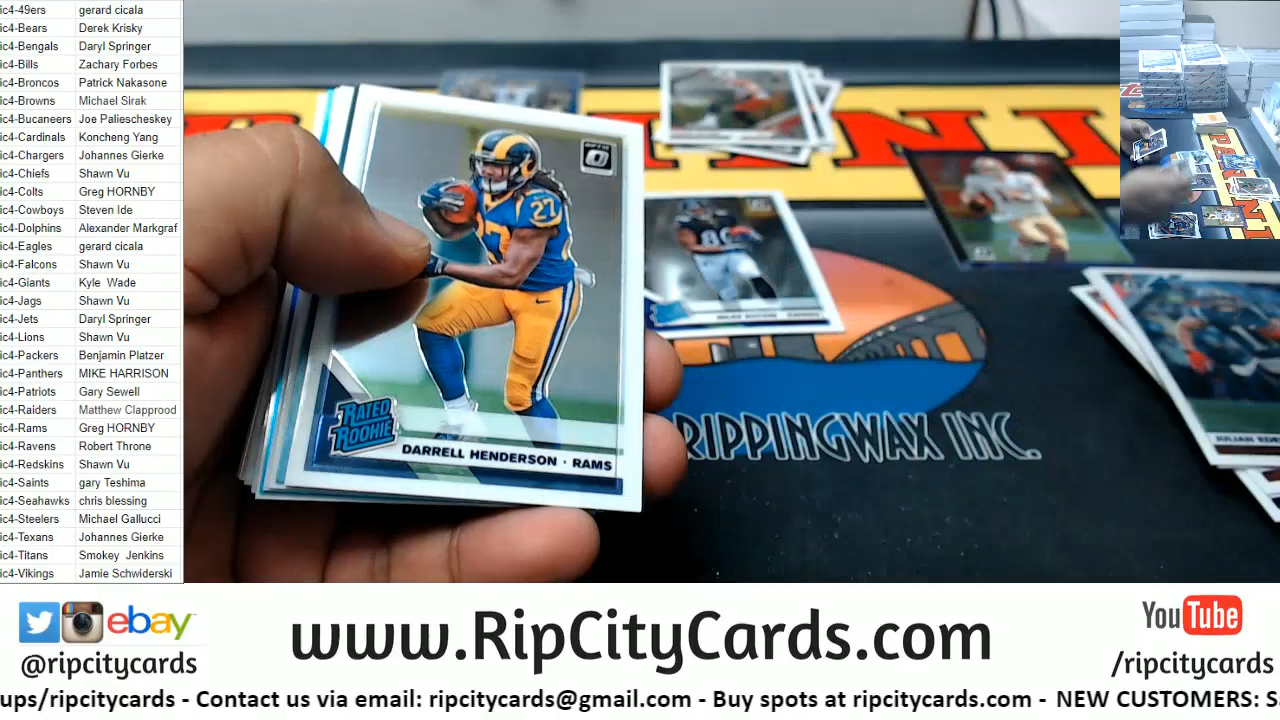 ic4-49ers gerard cicala
ic4-Bears Derek Krisky
ic4-Bengals Daryl Springer
ic4-Bills Zachary Forbes
ic4-Broncos Patrick Nakasone
ic4-Browns Michael Sirak
ic4-Bucaneers Joe Paliescheskey
ic4-Cardinals Koncheng Yang
ic4-Chargers Johannes Gierke
ic4-Chiefs Shawn Vu
ic4-Colts Greg HORNBY
ic4-Cowboys Steven Ide
ic4-Dolphins Alexander Markgraf
ic4-Eagles gerard cicala
ic4-Falcons Shawn Vu
ic4-Giants Kyle Wade
ic4-Jags Shawn Vu
ic4-Jets Daryl Springer
ic4-Lions Shawn Vu
ic4-Packers Benjamin Platzer
ic4-Panthers MIKE HARRISON
ic4-Patriots Gary Sewell
ic4-Raiders Matthew Clapprood
ic4-Rams Greg HORNBY
ic4-Ravens Robert Throne
ic4-Redskins Shawn Vu
ic4-Saints gary Teshima
ic4-Seahawks chris blessing
ic4-Steelers Michael Gallucci
ic4-Texans Johannes Gierke
ic4-Titans Smokey Jenkins
ic4-Vikings Jamie Schwiderski
27
RATED
ROOKIE
DARRELL HENDERSON · RAMS
RIPPINGWAX INC.
JULIAN
ebay
@ripcitycards
www.RipCityCards.com
YouTube
/ripcitycards
ups/ripcitycards - Contact us via email: ripcitycards@gmail.com - Buy spots at ripcitycards.com - NEW CUSTOMERS: S